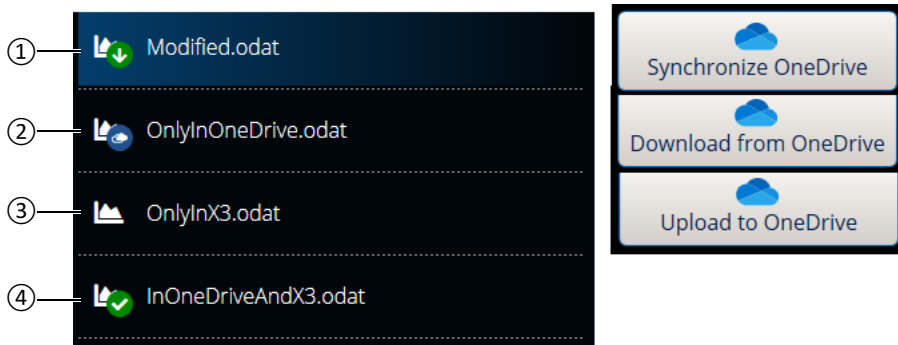 ① Modified.odat
② OnlyInOneDrive.odat
③ OnlyInX3.odat
④ InOneDriveAndX3.odat
Synchronize OneDrive
Download from OneDrive
Upload to OneDrive